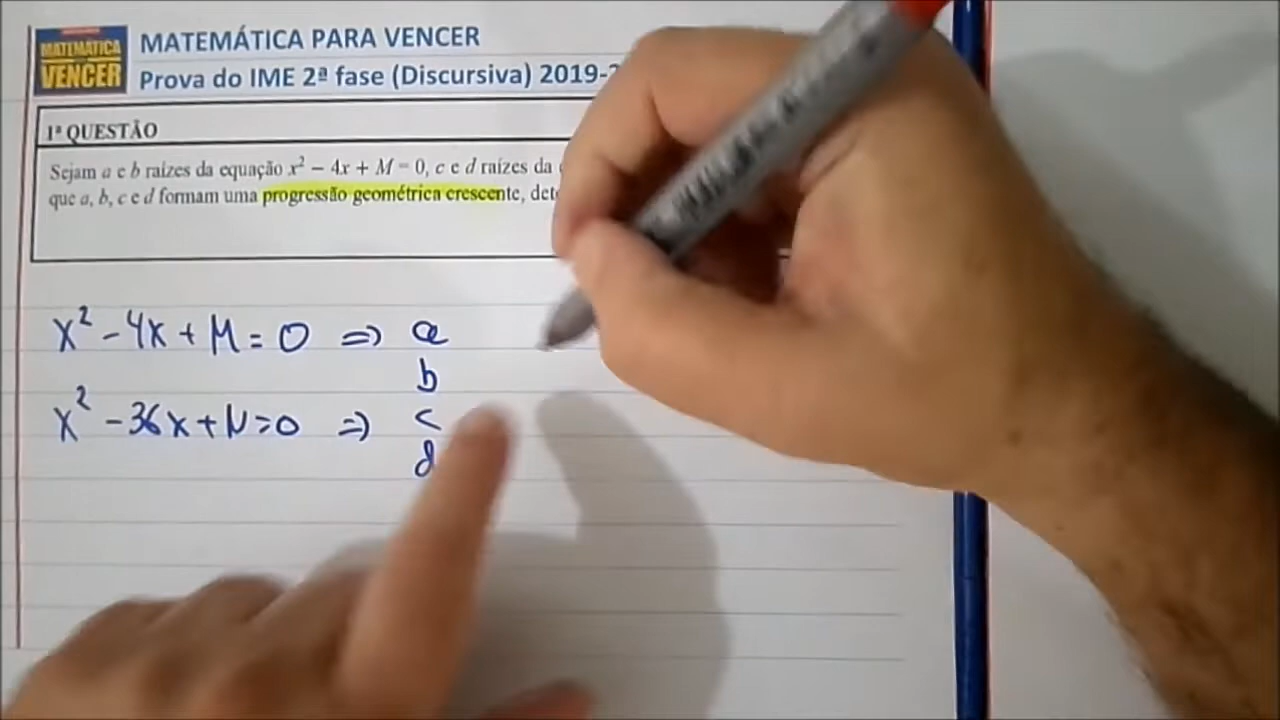 MATEMÁTICA
VENCER
MATEMÁTICA PARA VENCER
Prova do IME 2ª fase (Discursiva) 2019-2
1ª QUESTÃO
Sejam a e b raízes da equação x² − 4x + M = 0, c e d raízes da
que a, b, c e d formam uma progressão geométrica crescente,
x² - 4x + M = 0 => a
b
x² - 36x + N = 0 => c
d